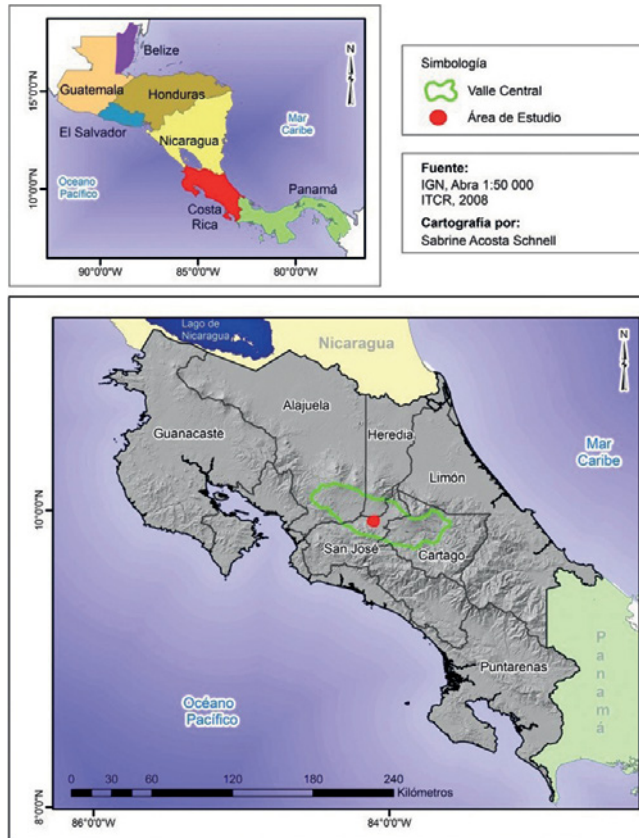 N
Belize
Guatemala
Honduras
El Salvador
Nicaragua
Mar
Caribe
Oceano
Pacífico
Costa
Rica
Panamá
15°0'0"N
10°0'0"N
90°0'0"W
85°0'0"W
80°0'0"W
Simbología
Valle Central
Área de Estudio
Fuente:
IGN, Abra 1:50 000
ITCR, 2008
Cartografía por:
Sabrine Acosta Schnell
Lago de
Nicaragua
Nicaragua
N
Alajuela
Guanacaste
Heredia
Limón
Mar
Caribe
10°0'0"N
San José
Cartago
Puntarenas
Panamá
Océano
Pacífico
0 15 30 60 120 180 240
Kilómetros
8°0'0"N
86°0'0"W
84°0'0"W